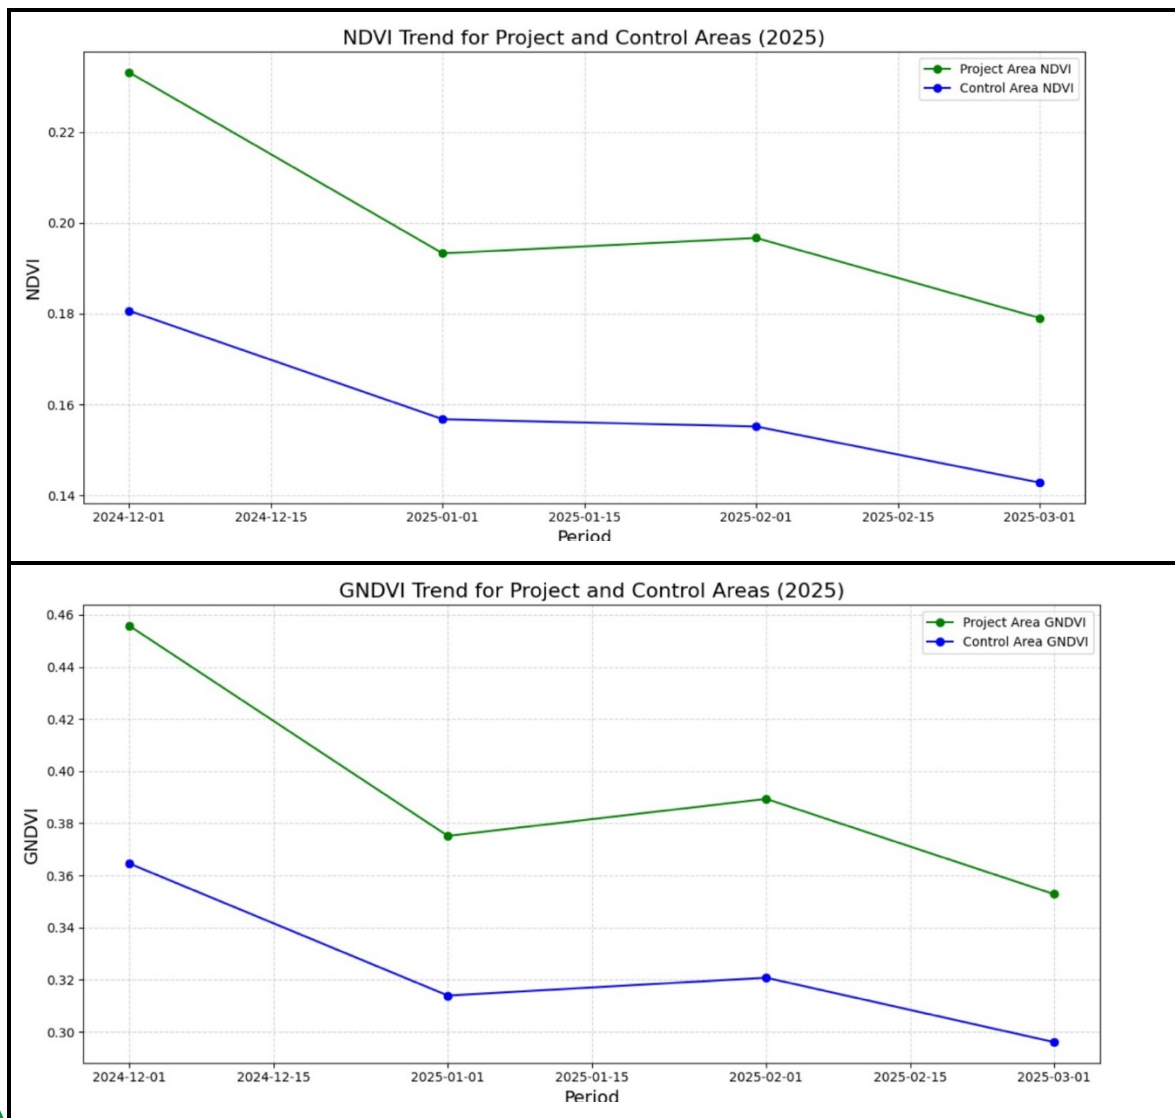 NDVI Trend for Project and Control Areas (2025)
Project Area NDVI
Control Area NDVI
NDVI
0.22
0.20
0.18
0.16
0.14
2024-12-01 2024-12-15 2025-01-01 2025-01-15 2025-02-01 2025-02-15 2025-03-01
Period
GNDVI Trend for Project and Control Areas (2025)
Project Area GNDVI
Control Area GNDVI
GNDVI
0.46
0.44
0.42
0.40
0.38
0.36
0.34
0.32
0.30
2024-12-01 2024-12-15 2025-01-01 2025-01-15 2025-02-01 2025-02-15 2025-03-01
Period